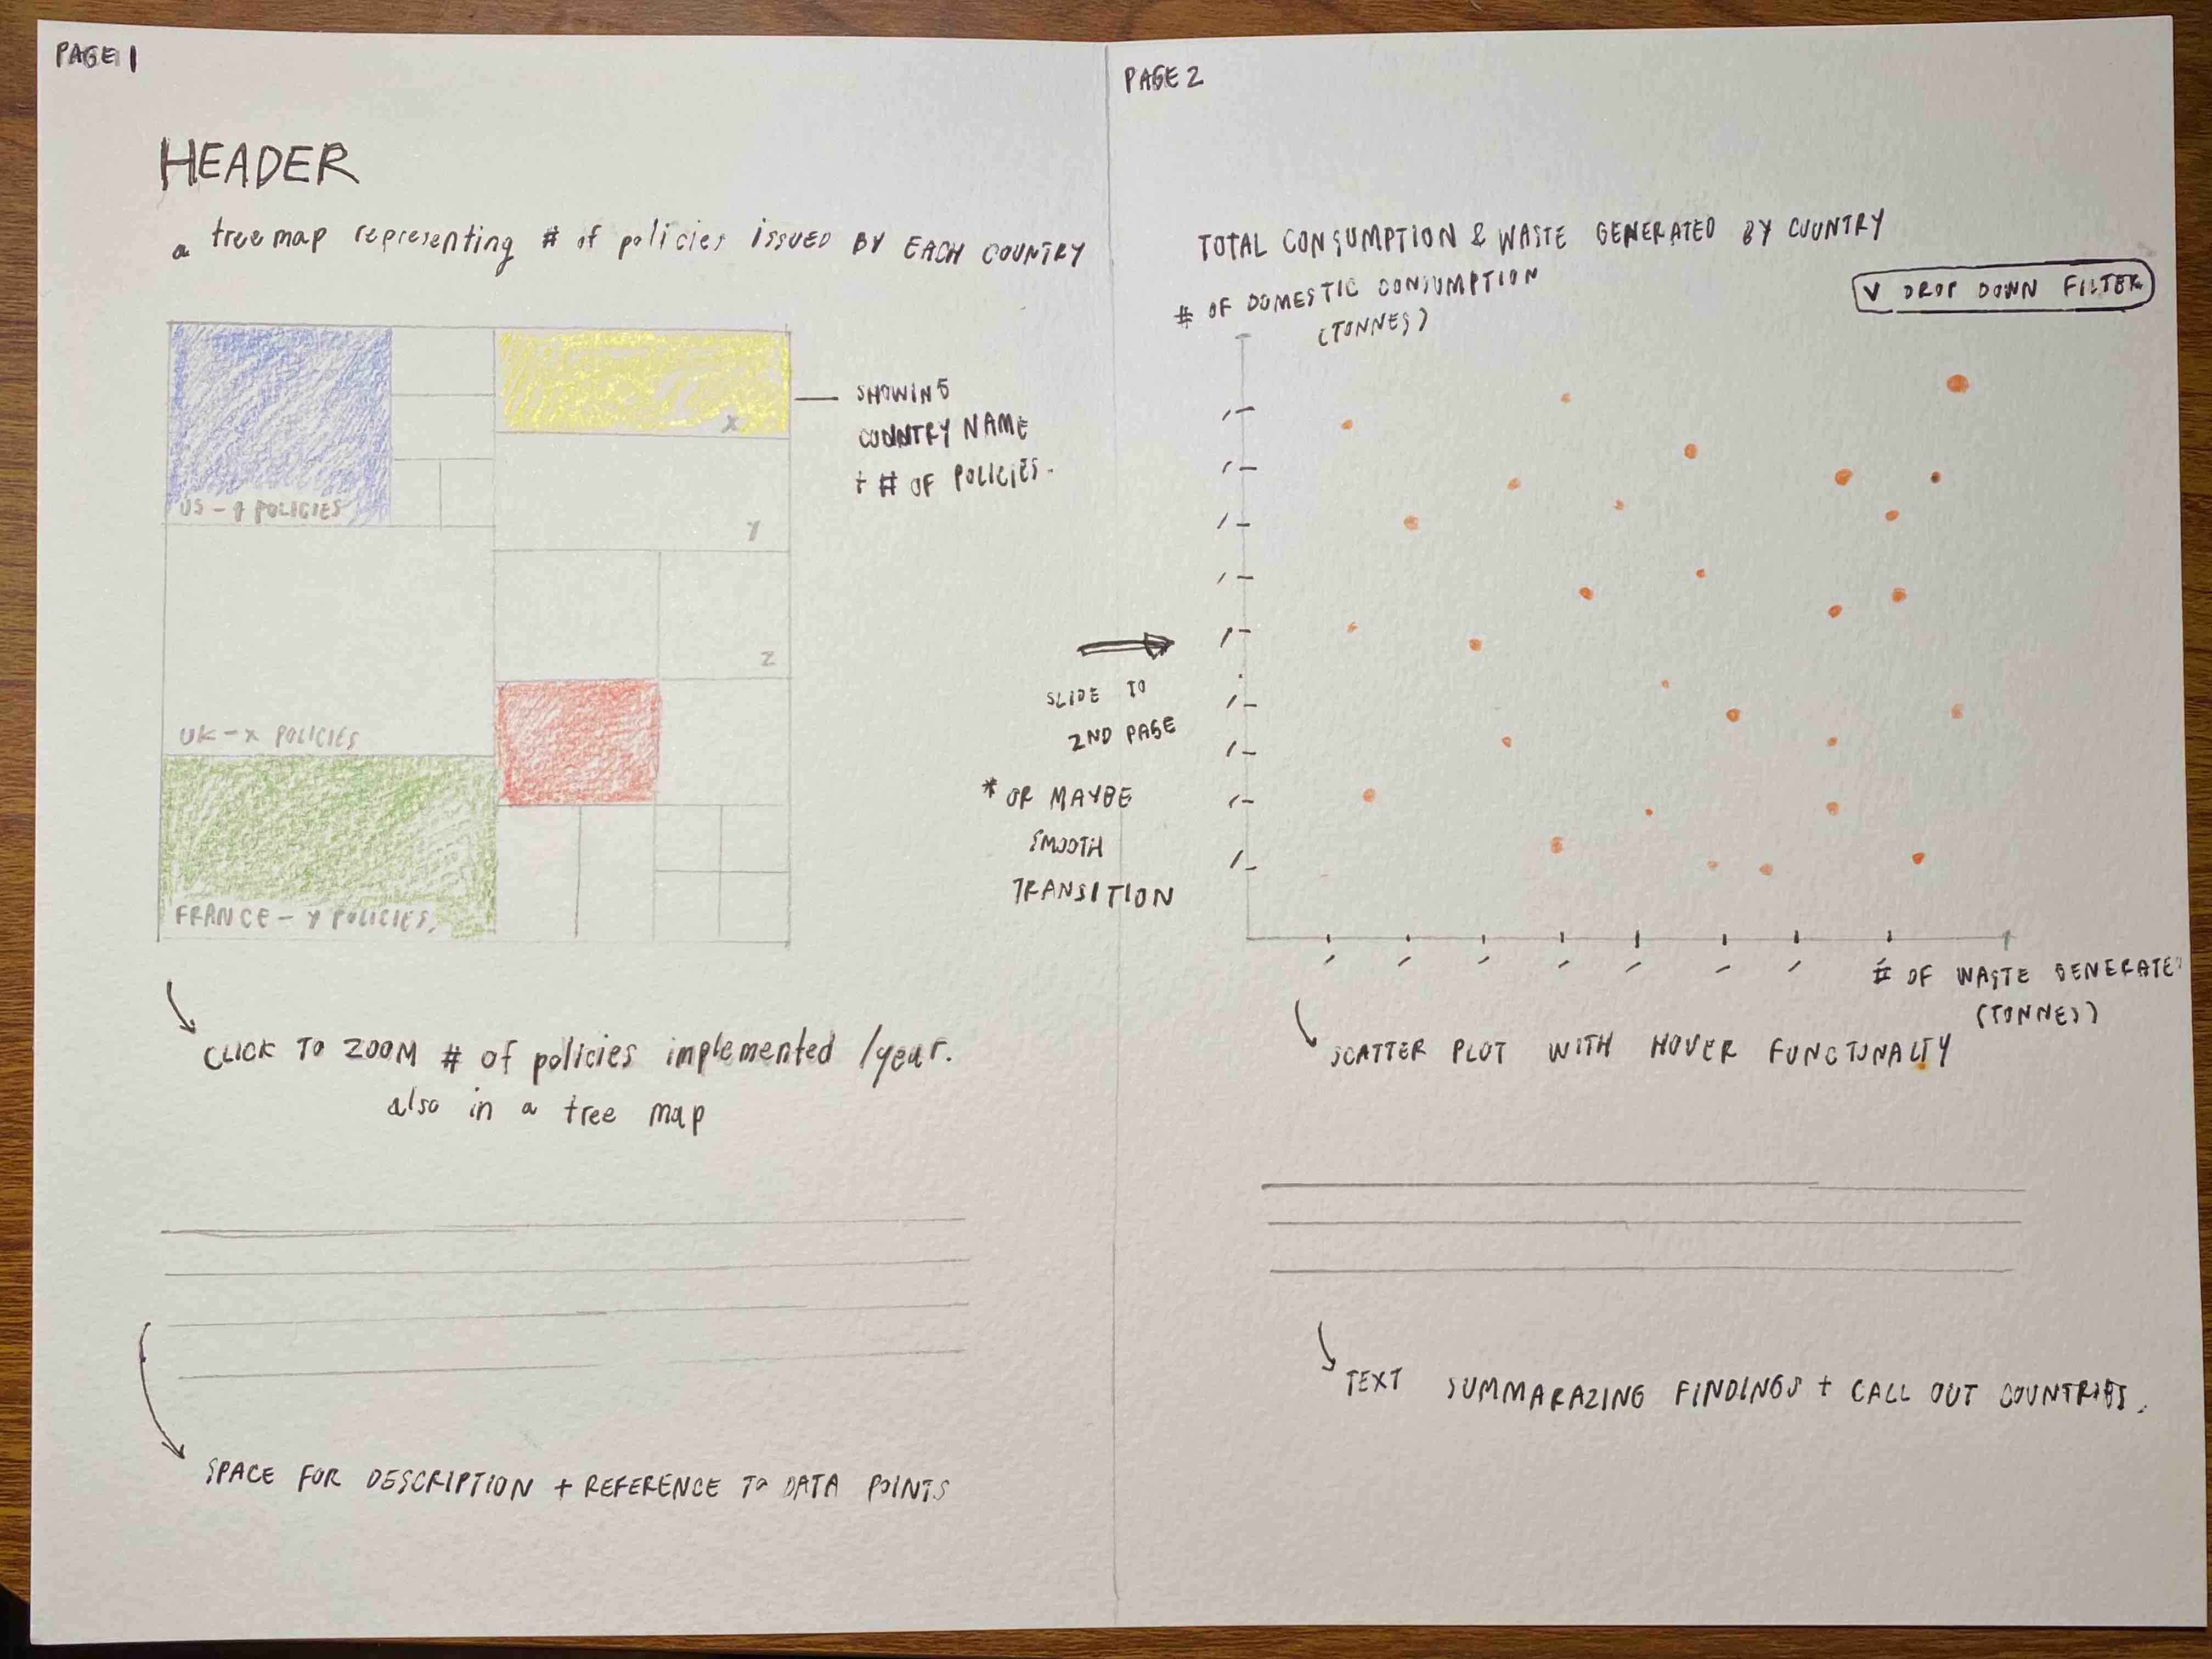 PAGE 1
HEADER
a tree map representing # of policies ISSUED BY EACH COUNTRY
US - 9 POLICIES
X
Y
Z
UK - X POLICIES
FRANCE - Y POLICIES
SHOWING
COUNTRY NAME
+ # OF POLICIES.
CLICK TO ZOOM # of policies implemented /year.
also in a tree map
SPACE FOR DESCRIPTION + REFERENCE TO DATA POINTS
SLIDE TO
2ND PAGE
* OR MAYBE
SMOOTH
TRANSITION
PAGE 2
TOTAL CONSUMPTION & WASTE GENERATED BY COUNTRY
# OF DOMESTIC CONSUMPTION
(TONNES)
V DROP DOWN FILTER
# OF WASTE GENERATE
(TONNES)
SCATTER PLOT WITH HOVER FUNCTONALTY
TEXT SUMMARAZING FINDINGS + CALL OUT COUNTRIES.